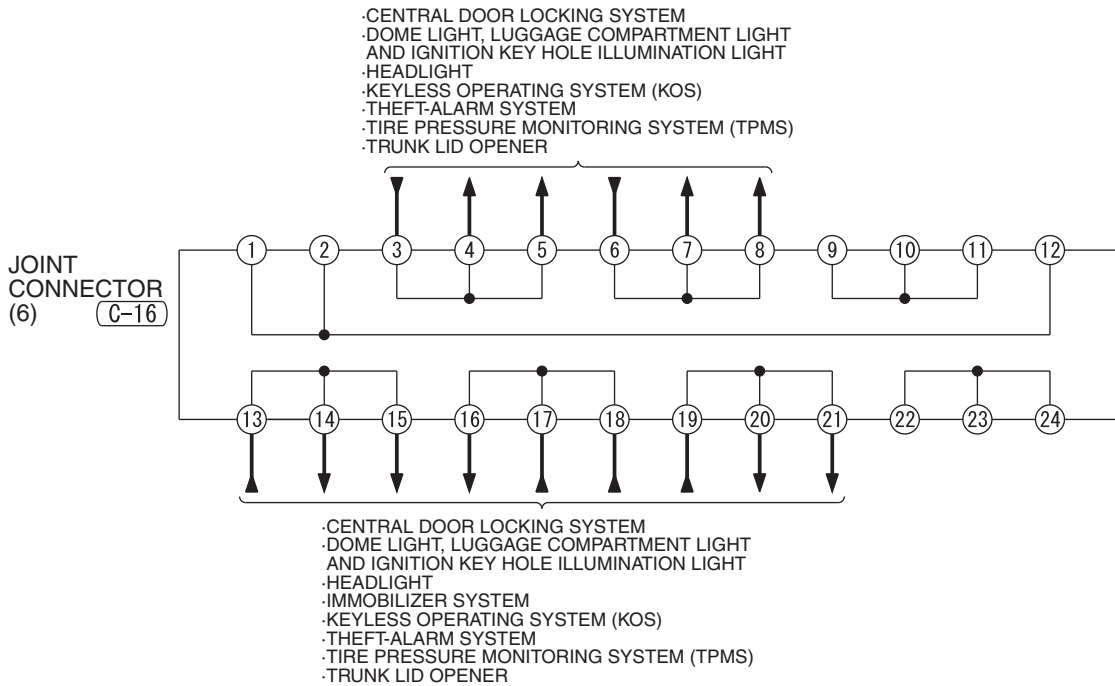 ·CENTRAL DOOR LOCKING SYSTEM
·DOME LIGHT, LUGGAGE COMPARTMENT LIGHT
AND IGNITION KEY HOLE ILLUMINATION LIGHT
·HEADLIGHT
·KEYLESS OPERATING SYSTEM (KOS)
·THEFT-ALARM SYSTEM
·TIRE PRESSURE MONITORING SYSTEM (TPMS)
·TRUNK LID OPENER
1 2 3 4 5 6 7 8 9 10 11 12
JOINT
CONNECTOR
(6) C-16
13 14 15 16 17 18 19 20 21 22 23 24
·CENTRAL DOOR LOCKING SYSTEM
·DOME LIGHT, LUGGAGE COMPARTMENT LIGHT
AND IGNITION KEY HOLE ILLUMINATION LIGHT
·HEADLIGHT
·IMMOBILIZER SYSTEM
·KEYLESS OPERATING SYSTEM (KOS)
·THEFT-ALARM SYSTEM
·TIRE PRESSURE MONITORING SYSTEM (TPMS)
·TRUNK LID OPENER